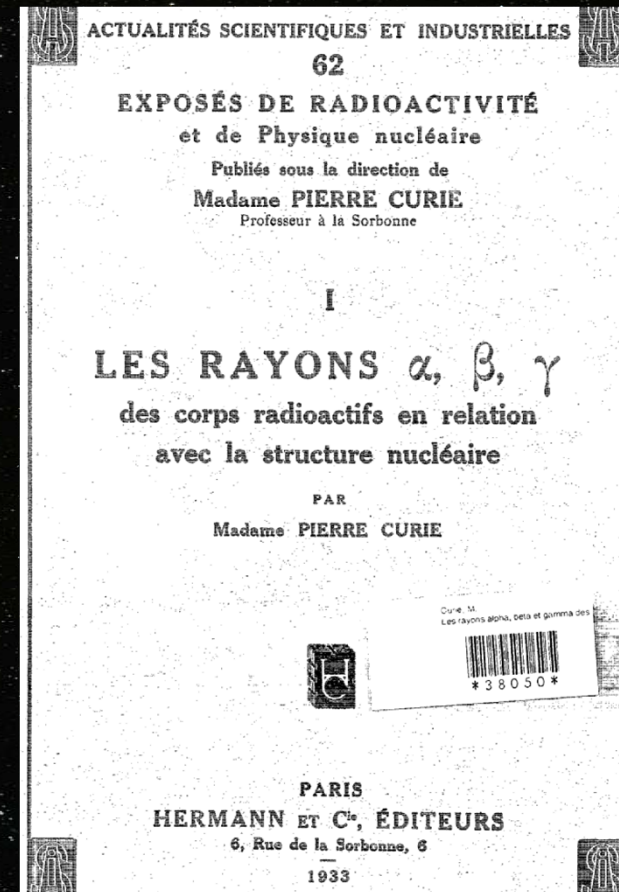 ACTUALITÉS SCIENTIFIQUES ET INDUSTRIELLES
62
EXPOSÉS DE RADIOACTIVITÉ
et de Physique nucléaire
Publiés sous la direction de
Madame PIERRE CURIE
Professeur à la Sorbonne
I
LES RAYONS α, β, γ
des corps radioactifs en relation
avec la structure nucléaire
PAR
Madame PIERRE CURIE
Curie, M.
Les rayons alpha, beta et gamma des
*38050*
PARIS
HERMANN ET Cie, ÉDITEURS
6, Rue de la Sorbonne, 6
1933